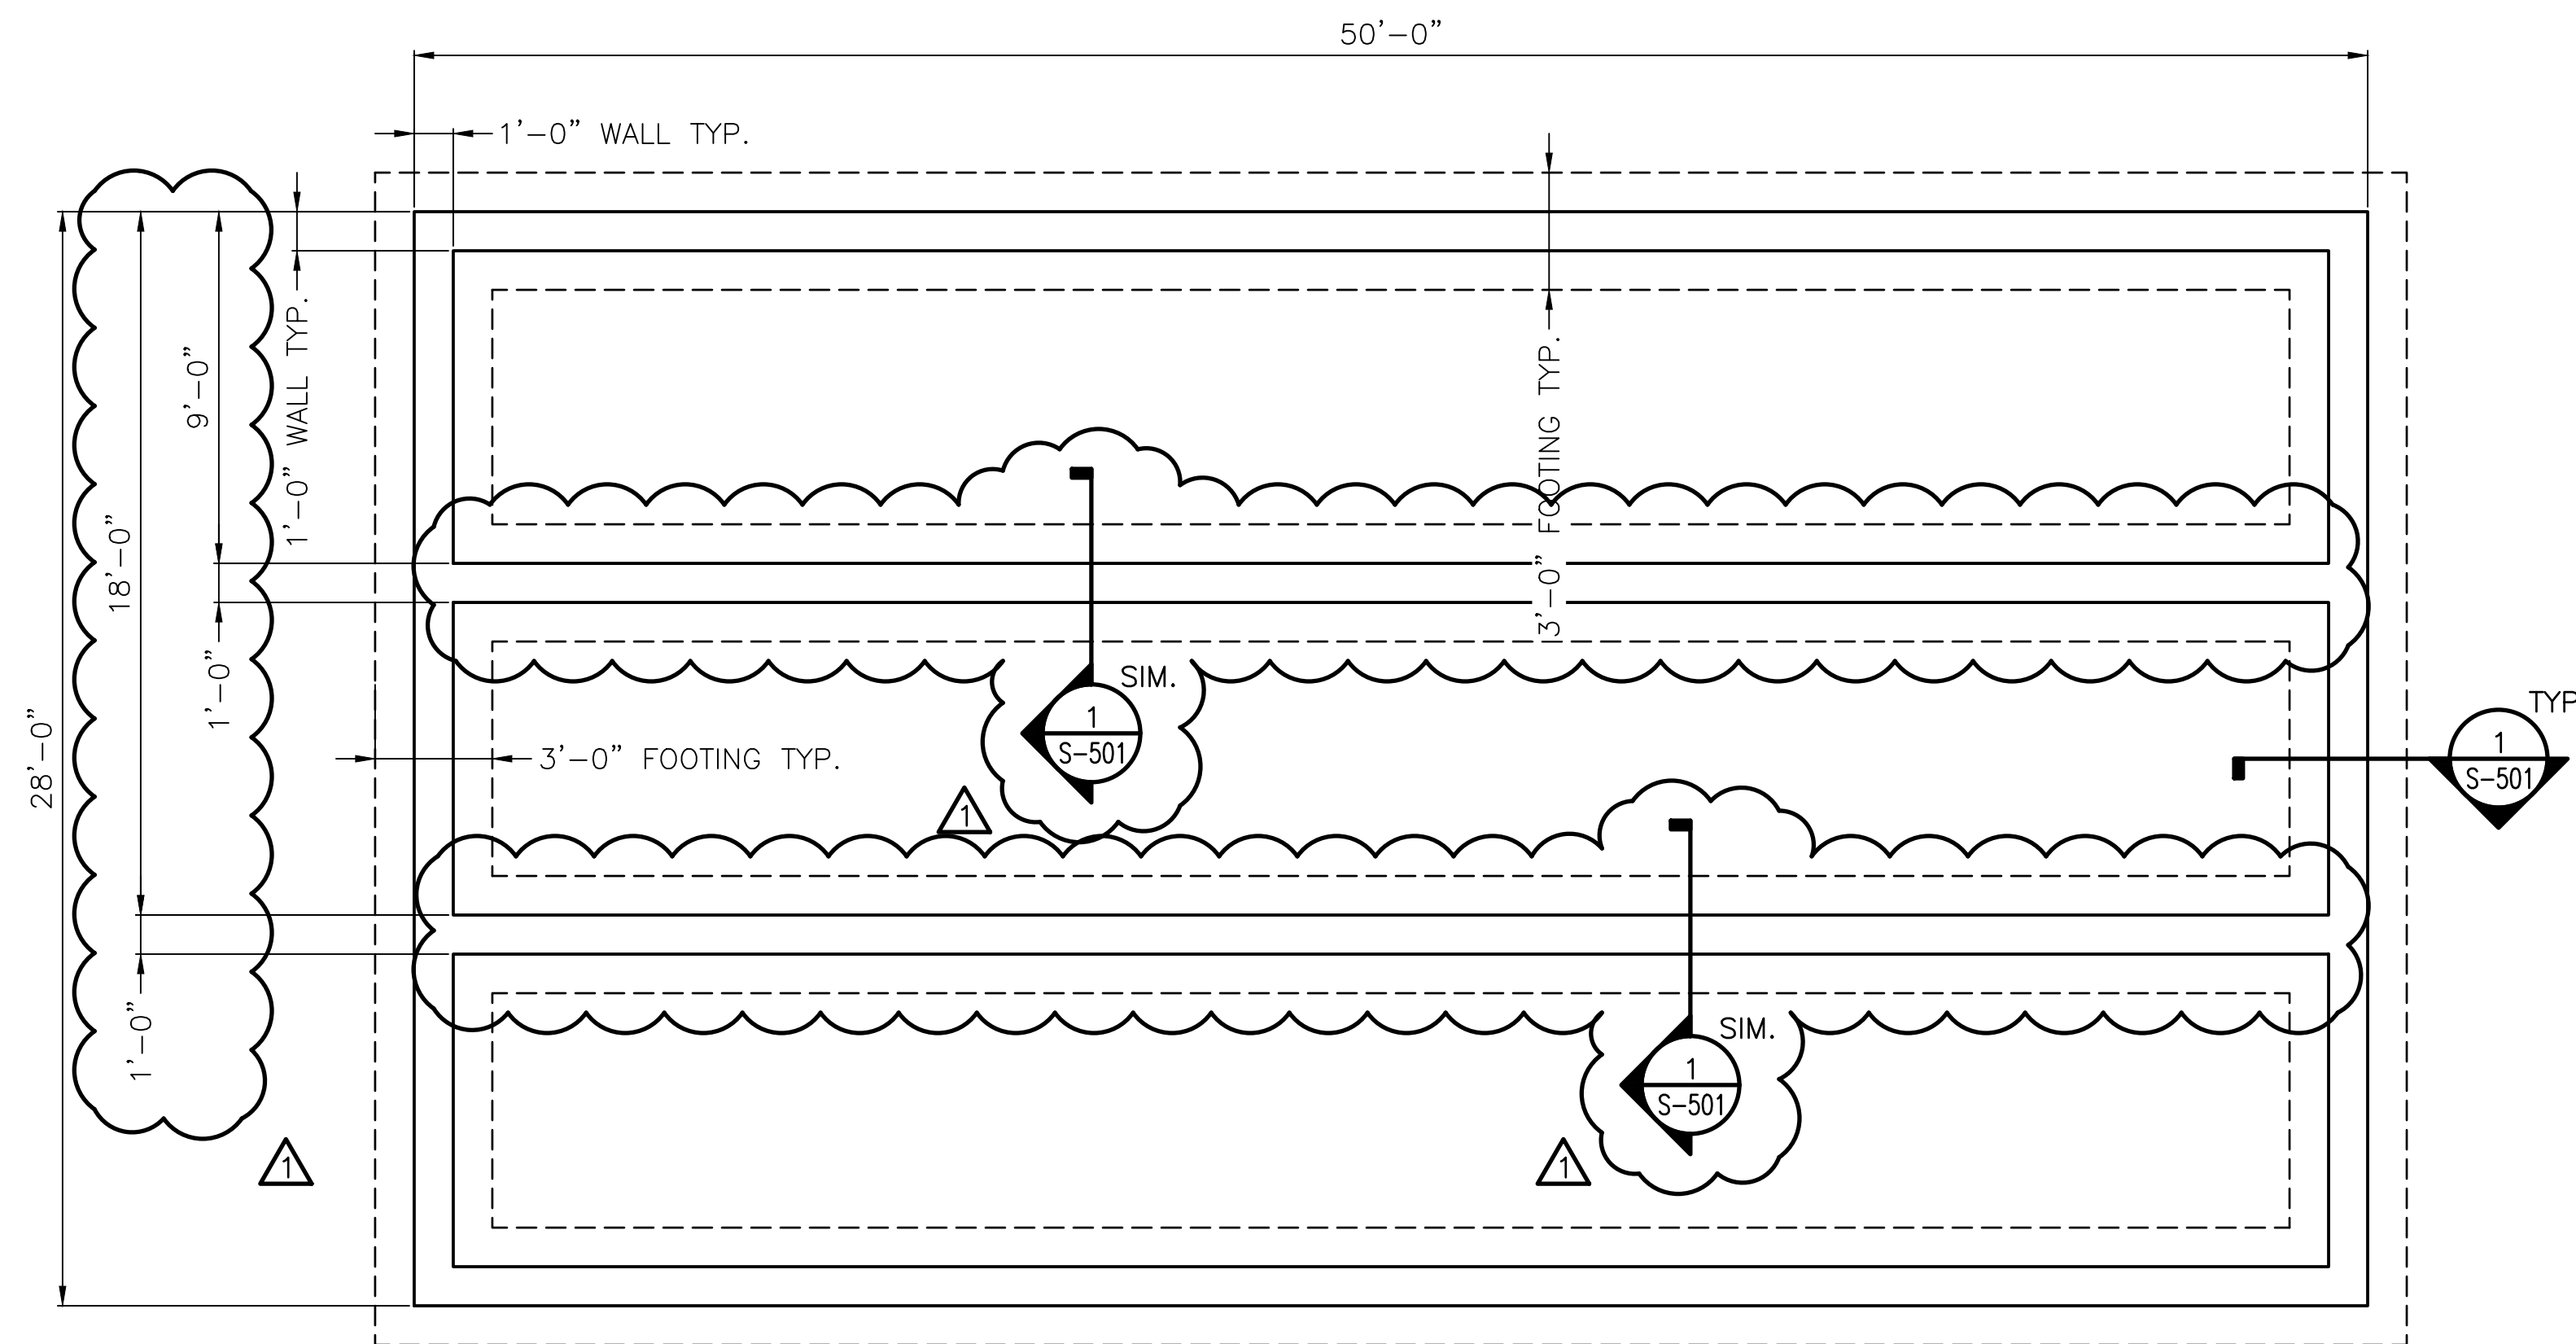 50'-0"
1'-0" WALL TYP.
1'-0" WALL TYP.
9'-0"
18'-0"
1'-0"
28'-0"
1'-0"
3'-0" FOOTING TYP.
3'-0" FOOTING TYP.
SIM.
1
S-501
1
TYP
1
S-501
SIM.
1
S-501
1
1